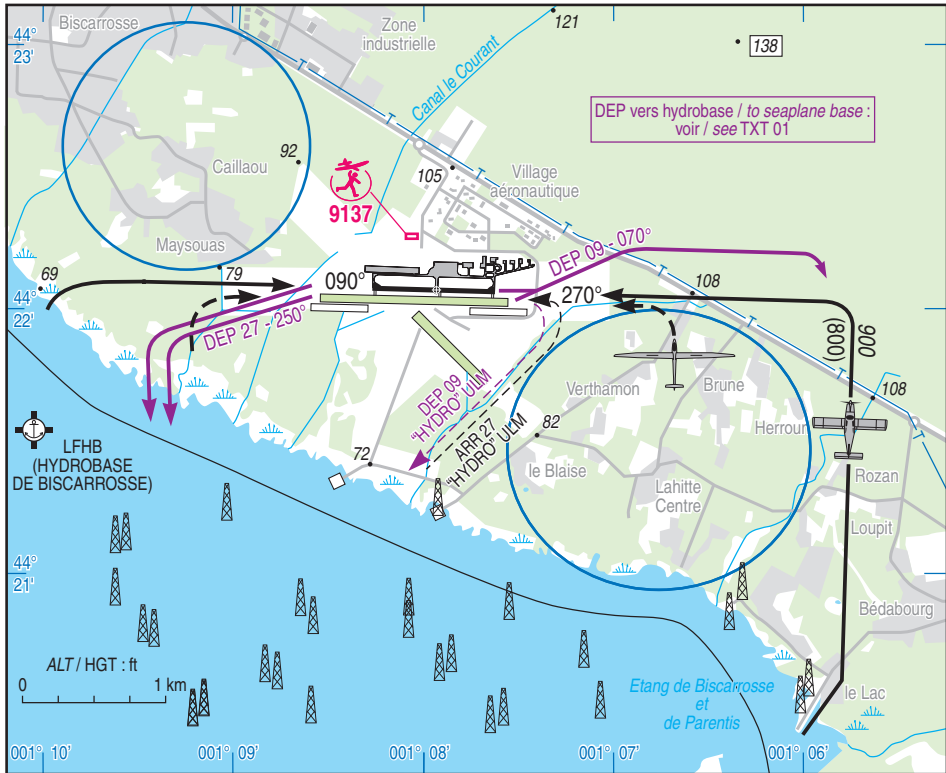 Biscarrosse
Zone
industrielle
121
138
44°
23'
Canal le Courant
DEP vers hydrobase / to seaplane base :
voir / see TXT 01
92
Caillaou
105
Village
aéronautique
9137
Maysouas
DEP 09 - 070°
69
79
090°
270°
108
44°
22'
DEP 27 - 250°
900
(800)
DEP 09
"HYDRO" ULM
ARR 27
"HYDRO" ULM
Verthamon
Brune
108
82
Herrour
LFHB
(HYDROBASE
DE BISCARROSSE)
72
le Blaise
Lahitte
Centre
Rozan
Loupit
44°
21'
Bédabourg
ALT / HGT : ft
0
1 km
Etang de Biscarrosse
et
de Parentis
le Lac
001° 10'
001° 09'
001° 08'
001° 07'
001° 06'
T
T
T
T
T
T
T
T